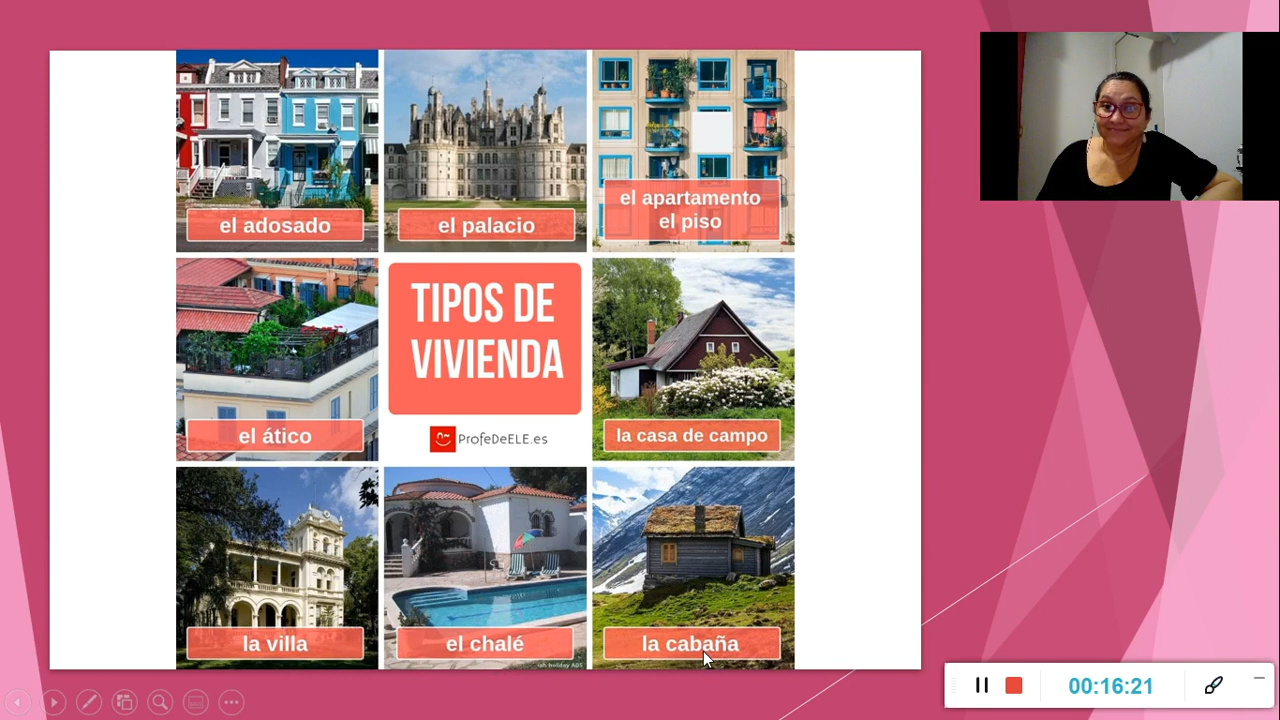 el adosado
el palacio
el apartamento
el piso
el ático
TIPOS DE
VIVIENDA
ProfeDeELE.es
la casa de campo
la villa
el chalé
la cabaña
00:16:21